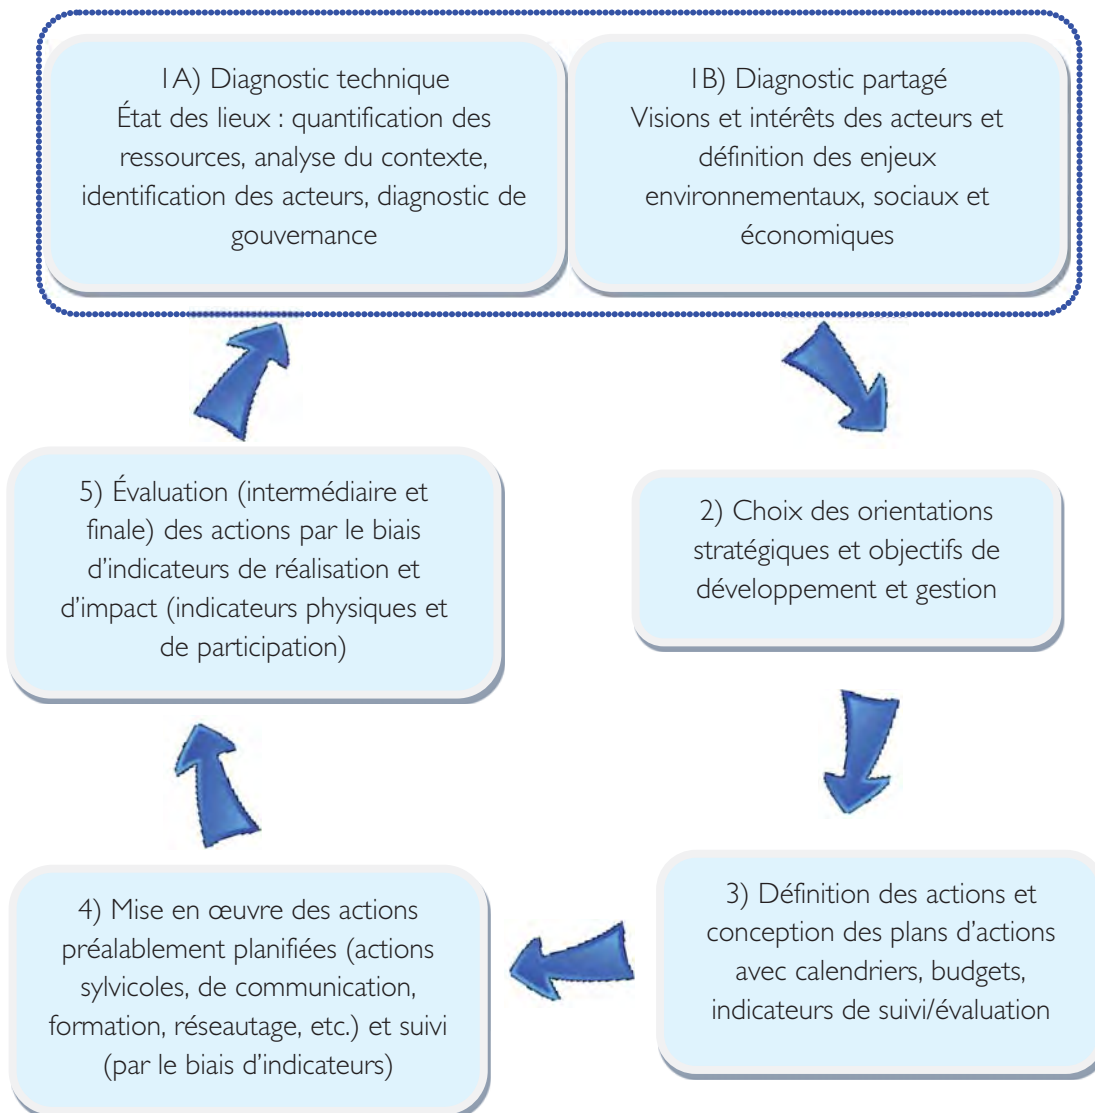 1A) Diagnostic technique
État des lieux : quantification des
ressources, analyse du contexte,
identification des acteurs, diagnostic de
gouvernance
1B) Diagnostic partagé
Visions et intérêts des acteurs et
définition des enjeux
environnementaux, sociaux et
économiques
2) Choix des orientations
stratégiques et objectifs de
développement et gestion
3) Définition des actions et
conception des plans d’actions
avec calendriers, budgets,
indicateurs de suivi/évaluation
4) Mise en œuvre des actions
préalablement planifiées (actions
sylvicoles, de communication,
formation, réseautage, etc.) et suivi
(par le biais d’indicateurs)
5) Évaluation (intermédiaire et
finale) des actions par le biais
d’indicateurs de réalisation et
d’impact (indicateurs physiques et
de participation)